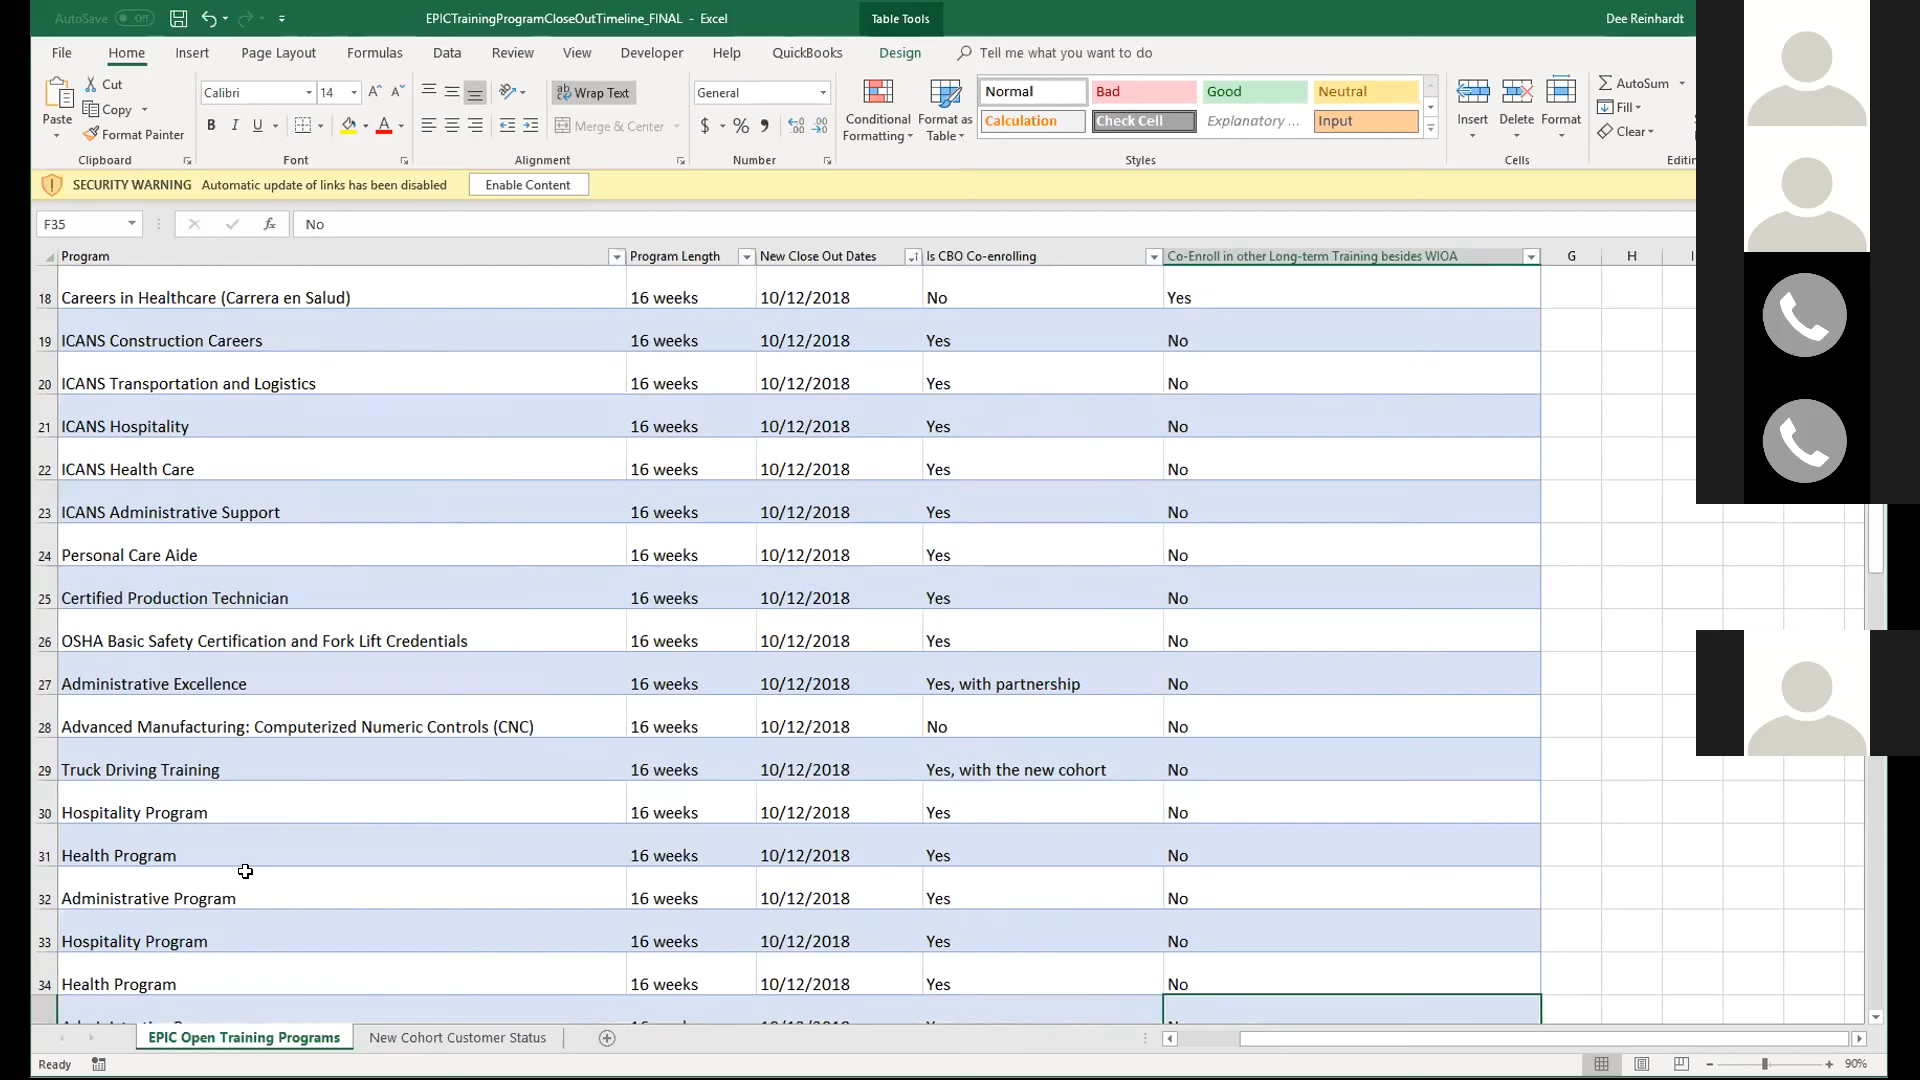 AutoSave Off EPICTrainingProgramCloseOutTimeline_FINAL - Excel Table Tools Dee Reinhardt
File Home Insert Page Layout Formulas Data Review View Developer Help QuickBooks Design Tell me what you want to do
Paste Cut Copy Format Painter Clipboard
Calibri 14 B I U A Font
Wrap Text Merge & Center Alignment
General $ % Number
Conditional Formatting Format as Table Normal Bad Good Neutral Calculation Check Cell Explanatory ... Input Styles
Insert Delete Format Cells
AutoSum Fill Clear
SECURITY WARNING Automatic update of links has been disabled Enable Content
F35 fx No
Program Program Length New Close Out Dates Is CBO Co-enrolling Co-Enroll in other Long-term Training besides WIOA G H I
18 Careers in Healthcare (Carrera en Salud) 16 weeks 10/12/2018 No Yes
19 ICANS Construction Careers 16 weeks 10/12/2018 Yes No
20 ICANS Transportation and Logistics 16 weeks 10/12/2018 Yes No
21 ICANS Hospitality 16 weeks 10/12/2018 Yes No
22 ICANS Health Care 16 weeks 10/12/2018 Yes No
23 ICANS Administrative Support 16 weeks 10/12/2018 Yes No
24 Personal Care Aide 16 weeks 10/12/2018 Yes No
25 Certified Production Technician 16 weeks 10/12/2018 Yes No
26 OSHA Basic Safety Certification and Fork Lift Credentials 16 weeks 10/12/2018 Yes No
27 Administrative Excellence 16 weeks 10/12/2018 Yes, with partnership No
28 Advanced Manufacturing: Computerized Numeric Controls (CNC) 16 weeks 10/12/2018 No No
29 Truck Driving Training 16 weeks 10/12/2018 Yes, with the new cohort No
30 Hospitality Program 16 weeks 10/12/2018 Yes No
31 Health Program 16 weeks 10/12/2018 Yes No
32 Administrative Program 16 weeks 10/12/2018 Yes No
33 Hospitality Program 16 weeks 10/12/2018 Yes No
34 Health Program 16 weeks 10/12/2018 Yes No
EPIC Open Training Programs New Cohort Customer Status
Ready 90%